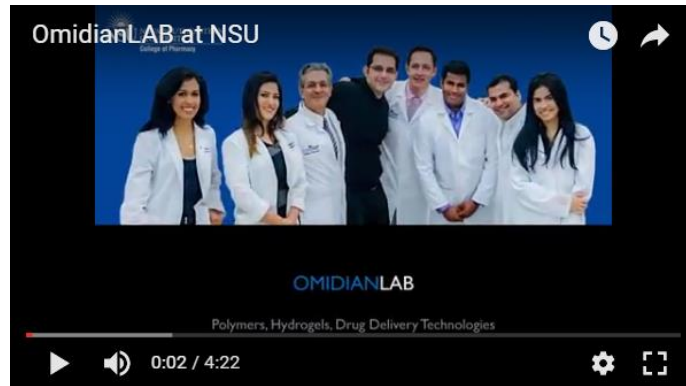 OmidianLAB at NSU
College of Pharmacy
OMIDIANLAB
Polymers, Hydrogels, Drug Delivery Technologies
0:02 / 4:22